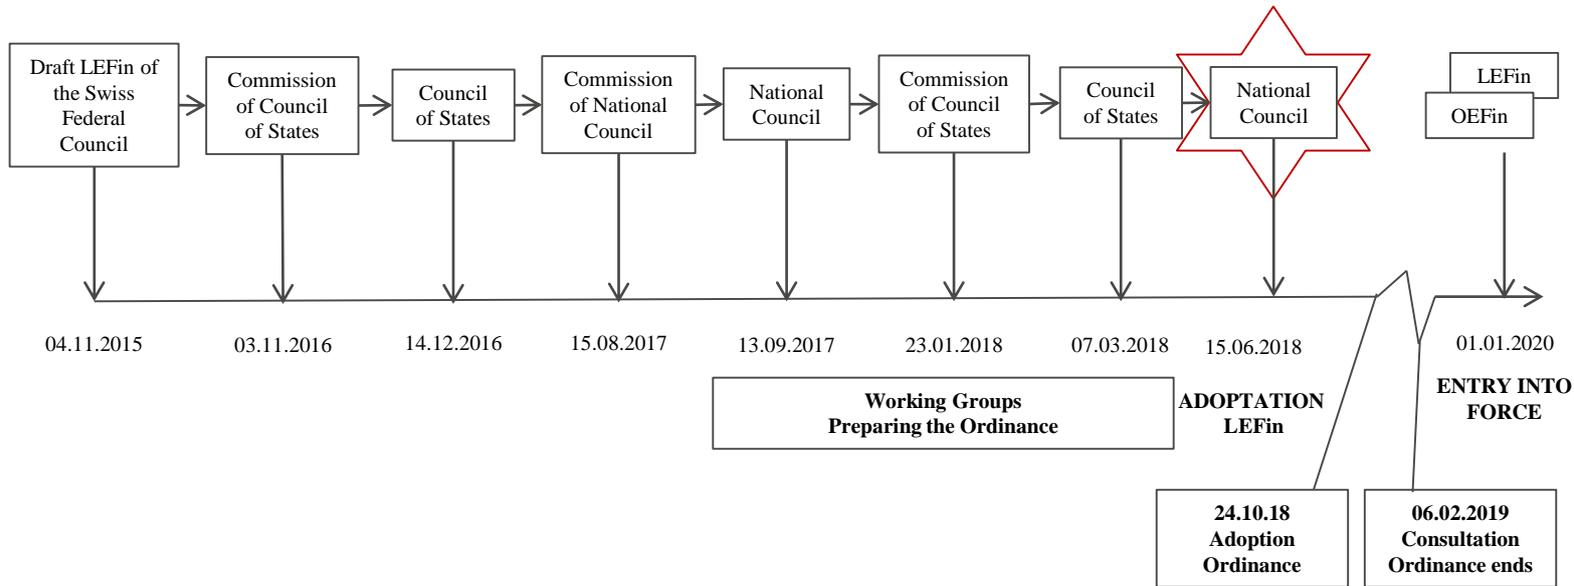 Draft LEFin of
the Swiss
Federal
Council
Commission
of Council
of States
Council
of States
Commission
of National
Council
National
Council
Commission
of Council
of States
Council
of States
National
Council
LEFin
OEFin
04.11.2015
03.11.2016
14.12.2016
15.08.2017
13.09.2017
23.01.2018
07.03.2018
15.06.2018
01.01.2020
Working Groups
Preparing the Ordinance
ADOPTATION
LEFin
ENTRY INTO
FORCE
24.10.18
Adoption
Ordinance
06.02.2019
Consultation
Ordinance ends